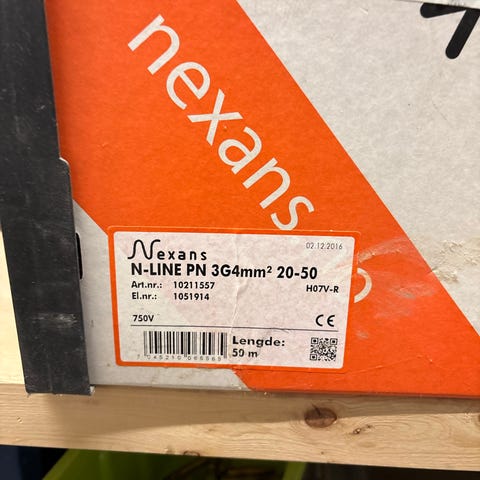 nexans
Nexans
02.12.2016
N-LINE PN 3G4mm² 20-50
Art.nr.: 10211557
H07V-R
El.nr.: 1051914
750V
CE
Lengde:
50 m